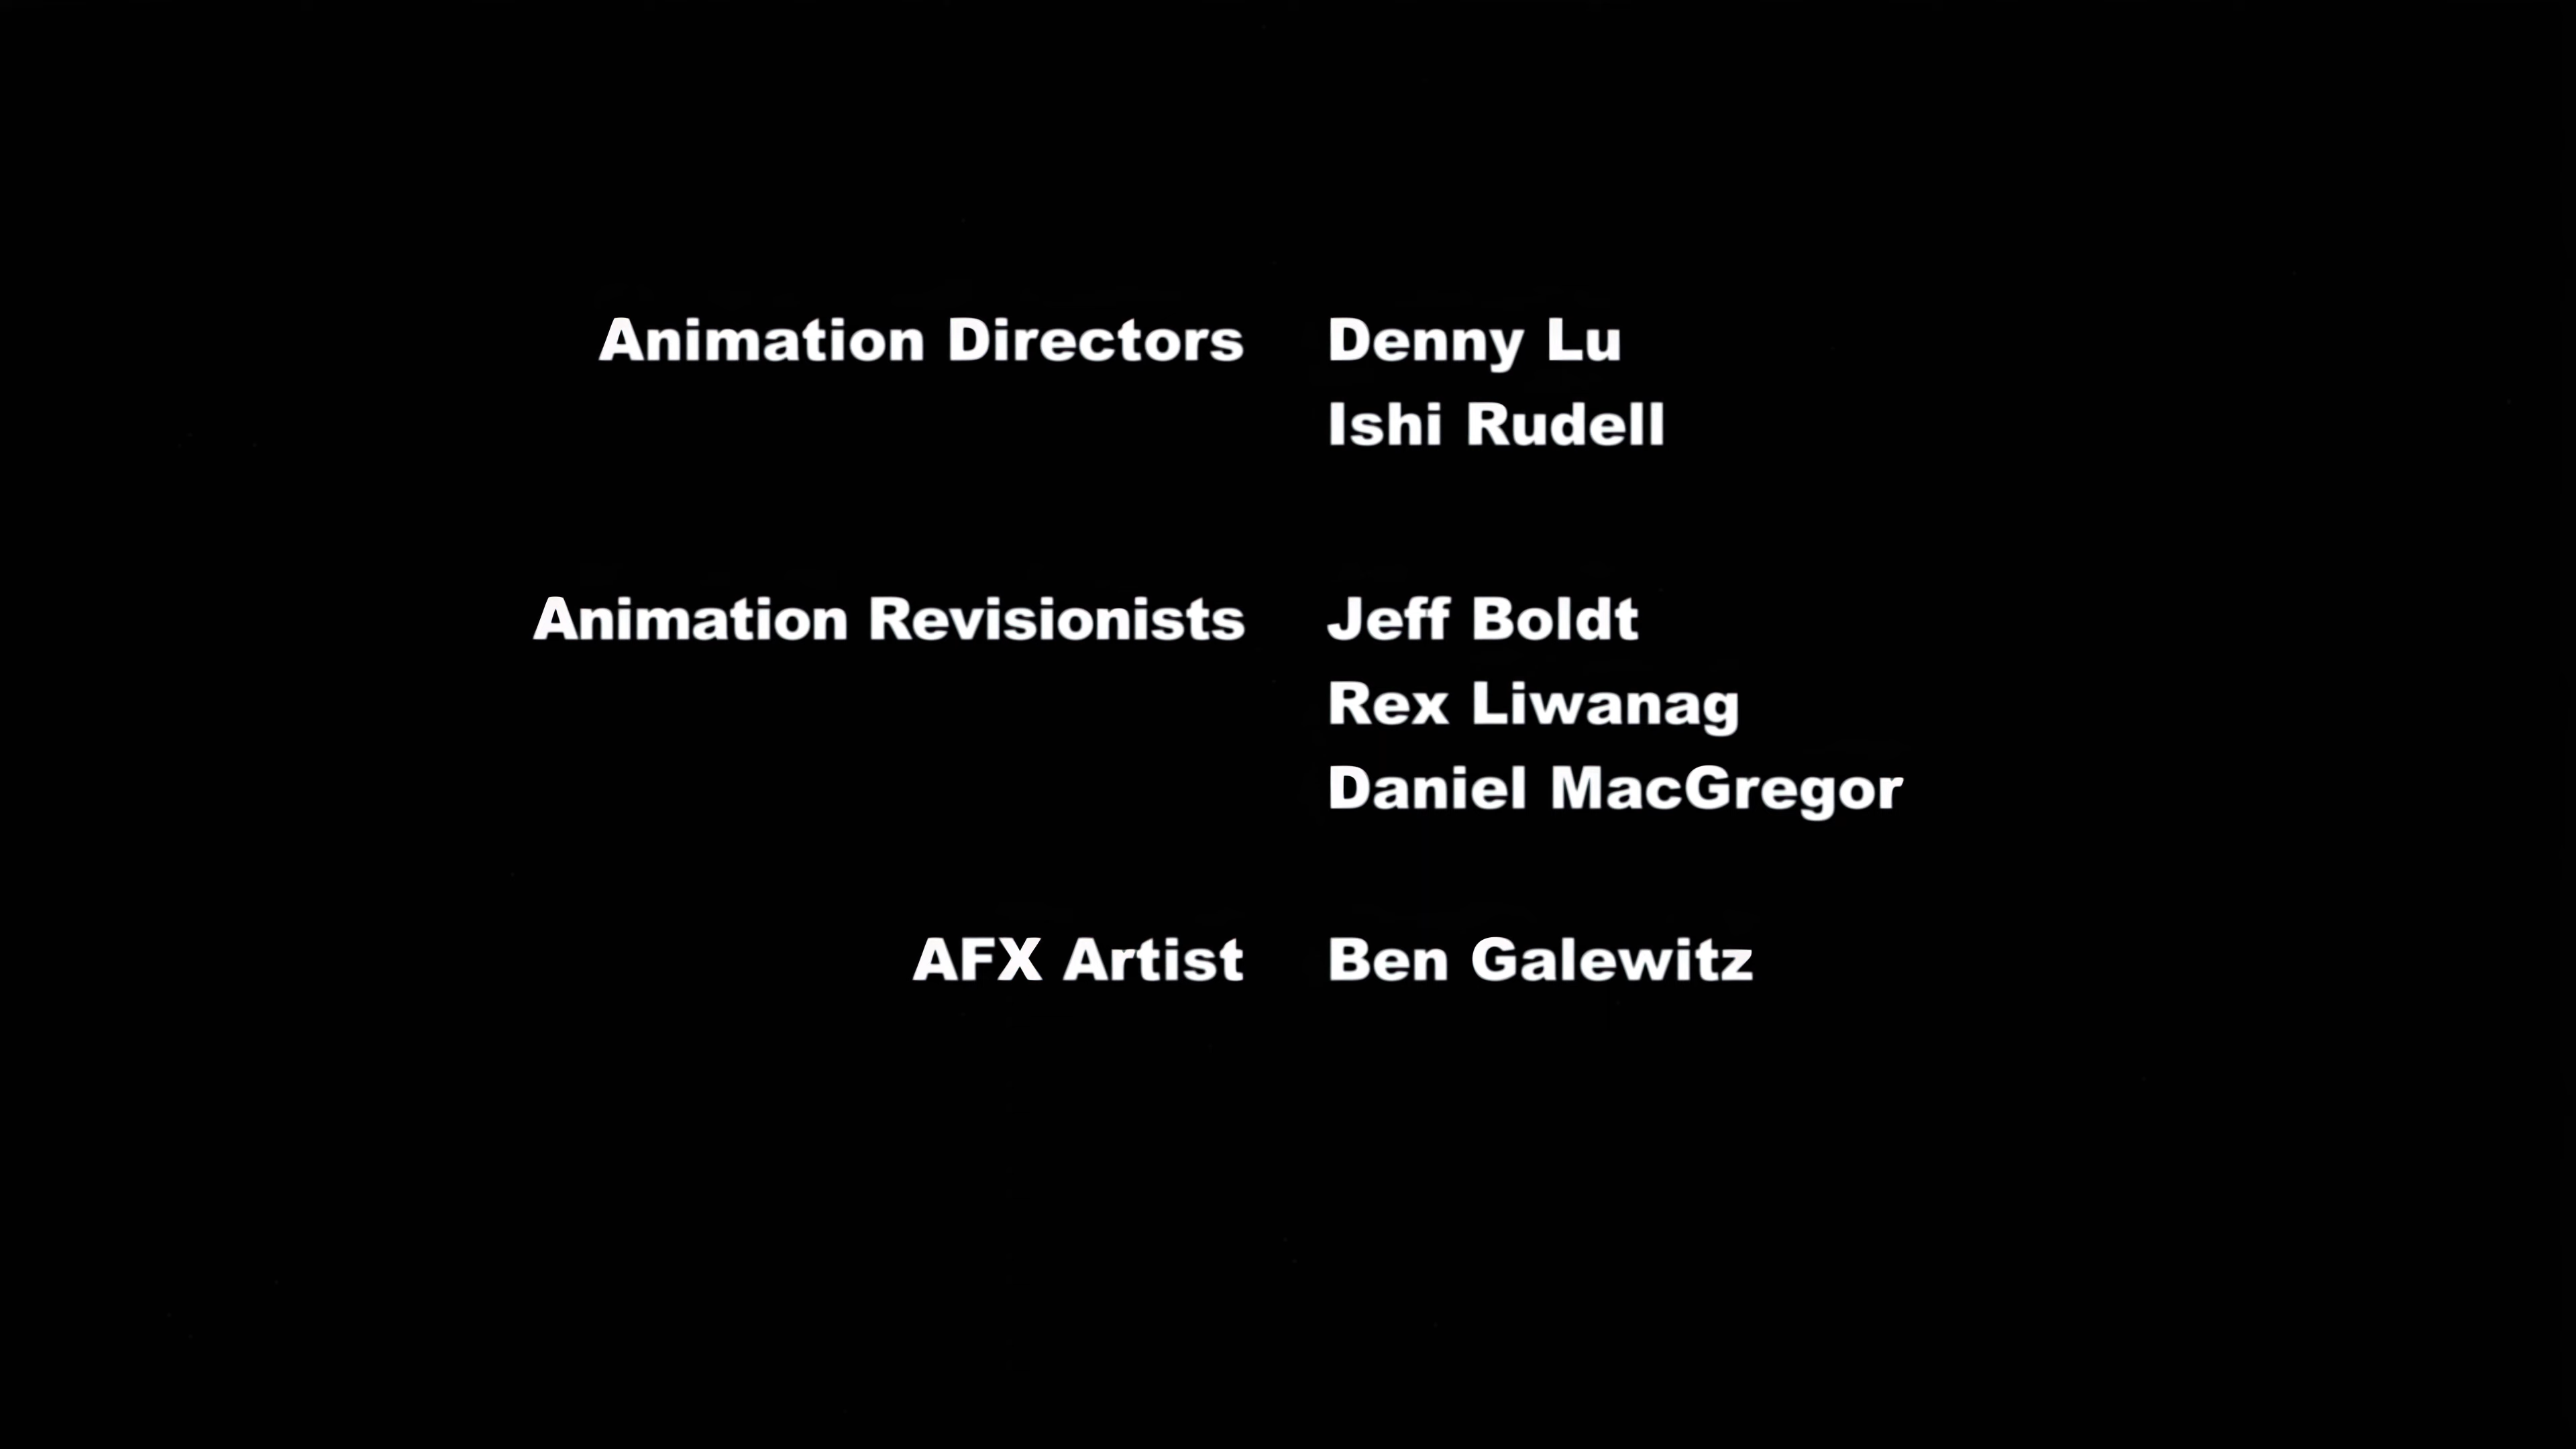 Animation Directors Denny Lu
Ishi Rudell
Animation Revisionists Jeff Boldt
Rex Liwanag
Daniel MacGregor
AFX Artist Ben Galewitz